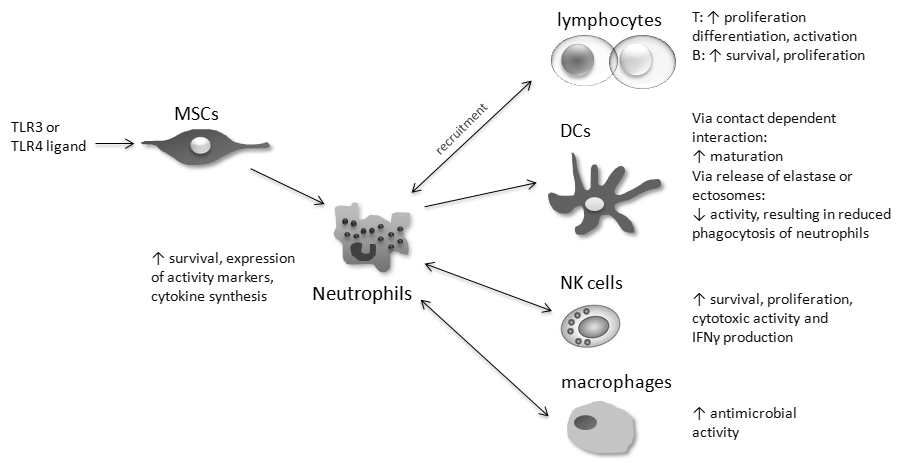 TLR3 or
TLR4 ligand
MSCs
↑ survival, expression
of activity markers,
cytokine synthesis
Neutrophils
recruitment
lymphocytes
T: ↑ proliferation
differentiation, activation
B: ↑ survival, proliferation
DCs
Via contact dependent
interaction:
↑ maturation
Via release of elastase or
ectosomes:
↓ activity, resulting in reduced
phagocytosis of neutrophils
NK cells
↑ survival, proliferation,
cytotoxic activity and
IFNγ production
macrophages
↑ antimicrobial
activity